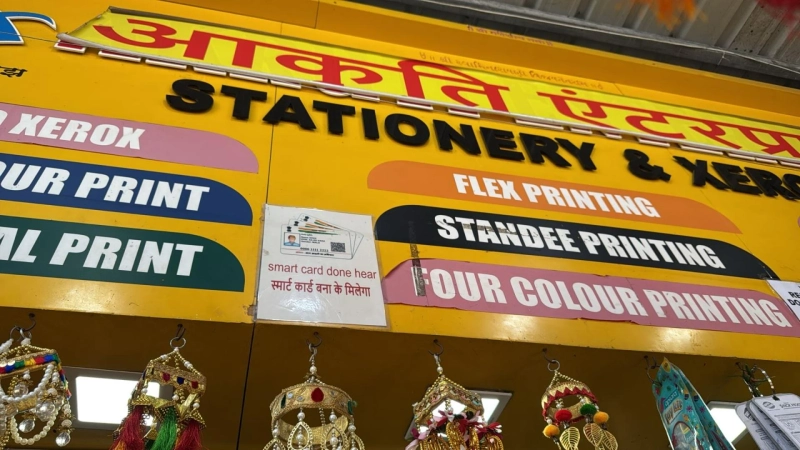 आकृति एंटरप्रा
STATIONERY & XERO
XEROX
OUR PRINT
AL PRINT
FLEX PRINTING
STANDEE PRINTING
FOUR COLOUR PRINTING
smart card done hear
स्मार्ट कार्ड बना के मिलेगा